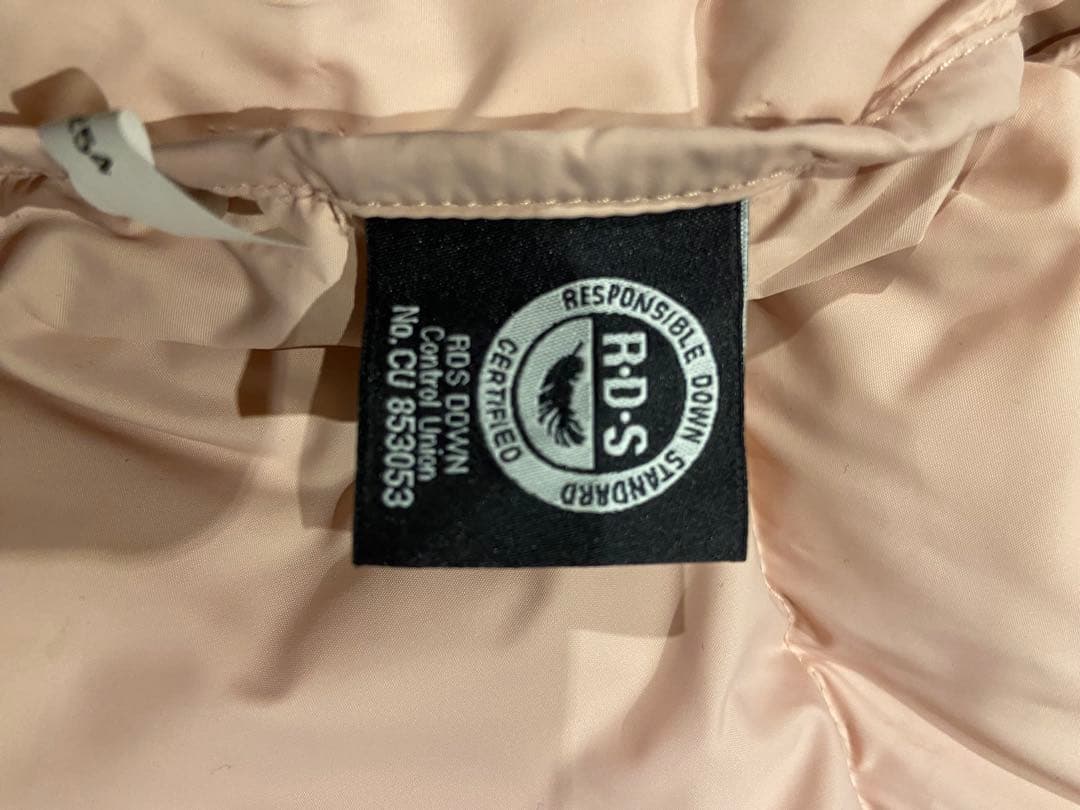 RESPONSIBLE DOWN STANDARD
R·D·S
CERTIFIED
RDS DOWN
Control Union
No. CU 853053